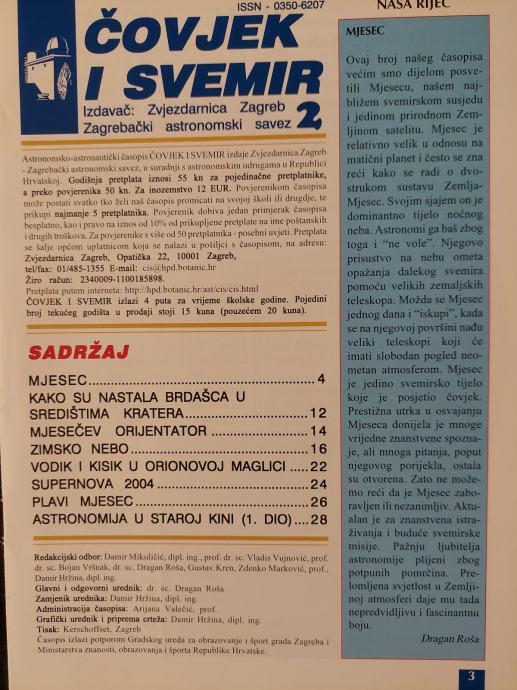 ISSN - 0350-6207
ČOVJEK
I SVEMIR
Izdavač: Zvjezdarnica Zagreb
Zagrebački astronomski savez
2
Astronomsko-astronautički časopis ČOVJEK I SVEMIR izdaje Zvjezdarnica Zagreb
- Zagrebački astronomski savez, u suradnji s astronomskim udrugama u Republici
Hrvatskoj. Godišnja pretplata iznosi 55 kn za pojedinačne pretplatnike,
a preko povjerenika 50 kn. Za inozemstvo 12 EUR. Povjerenikom časopisa
može postati svatko tko želi naš časopis promicati na svojoj školi ili drugdje, te
prikupi najmanje 5 pretplatnika. Povjerenik dobiva jedan primjerak časopisa
besplatno, kao i pravo na iznos od 10% od prikupljene pretplate na ime poštanskih
i drugih troškova. Za povjerenike s više od 50 pretplatnika - posebni uvjeti. Pretplata
se šalje općom uplatnicom koja se nalazi u pošiljci s časopisom, na adresu:
Zvjezdarnica Zagreb, Opatička 22, 10001 Zagreb,
tel/fax: 01/485-1355 E-mail: cis@hpd.botanic.hr
Žiro račun: 2340009-1100185898.
Pretplata putem interneta: http://hpd.botanic.hr/ast/cis/cis.html
ČOVJEK I SVEMIR izlazi 4 puta za vrijeme školske godine. Pojedini
broj tekućeg godišta u prodaji stoji 15 kuna (pouzećem 20 kuna).
SADRŽAJ
MJESEC....................................4
KAKO SU NASTALA BRDAŠCA U
SREDIŠTIMA KRATERA....................12
MJESEČEV ORIJENTATOR ................14
ZIMSKO NEBO............................16
VODIK I KISIK U ORIONOVOJ MAGLICI ....22
SUPERNOVA 2004 ........................24
PLAVI MJESEC............................26
ASTRONOMIJA U STAROJ KINI (1. DIO)....28
Redakcijski odbor: Damir Mikuličić, dipl. ing., prof. dr. sc. Vladis Vujnović, prof.
dr. sc. Bojan Vršnak, dr. sc. Dragan Roša, Gustav Kren, Zdenko Marković, prof.,
Damir Hržina, dipl. ing.
Glavni i odgovorni urednik: dr. sc. Dragan Roša
Zamjenik urednika: Damir Hržina, dipl. ing.
Administracija časopisa: Arijana Valečić, prof.
Grafički urednik i priprema crteža: Damir Hržina, dipl. ing.
Tisak: Kerschoffset, Zagreb
Časopis izlazi potporom Gradskog ureda za obrazovanje i šport grada Zagreba i
Ministarstva znanosti, obrazovanja i športa Republike Hrvatske.
NAŠA RIJEČ
MJESEC
Ovaj broj našeg časopisa
većim smo dijelom posve-
tili Mjesecu, našem naj-
bližem svemirskom susjedu
i jedinom prirodnom Zem-
ljinom satelitu. Mjesec je
relativno velik u odnosu na
matični planet i često se zna
reći kako se radi o dvo-
strukom sustavu Zemlja-
Mjesec. Svojim sjajem on je
dominantno tijelo noćnog
neba. Astronomi ga baš zbog
toga i “ne vole”. Njegovo
prisustvo na nebu ometa
opažanja dalekog svemira
pomoću velikih zemaljskih
teleskopa. Možda se Mjesec
jednog dana i “iskupi”, kada
se na njegovoj površini nađu
veliki teleskopi koji će
imati slobodan pogled neo-
metan atmosferom. Mjesec
je jedino svemirsko tijelo
koje je posjetio čovjek.
Prestižna utrka u osvajanju
Mjeseca donijela je mnoge
vrijedne znanstvene spozna-
je, ali mnoga pitanja, poput
njegovog porijekla, ostala
su otvorena. Zato ne može-
mo reći da je Mjesec zabo-
ravljen ili nezanimljiv. Aktu-
alan je za znanstvena istra-
živanja i buduće svemirske
misije. Pažnju ljubitelja
astronomije plijeni zbog
potpunih pomrčina. Pre-
lomljena svjetlost u Zemlji-
noj atmosferi daje mu tada
nepredvidljivu i fascinantnu
boju.
Dragan Roša
3